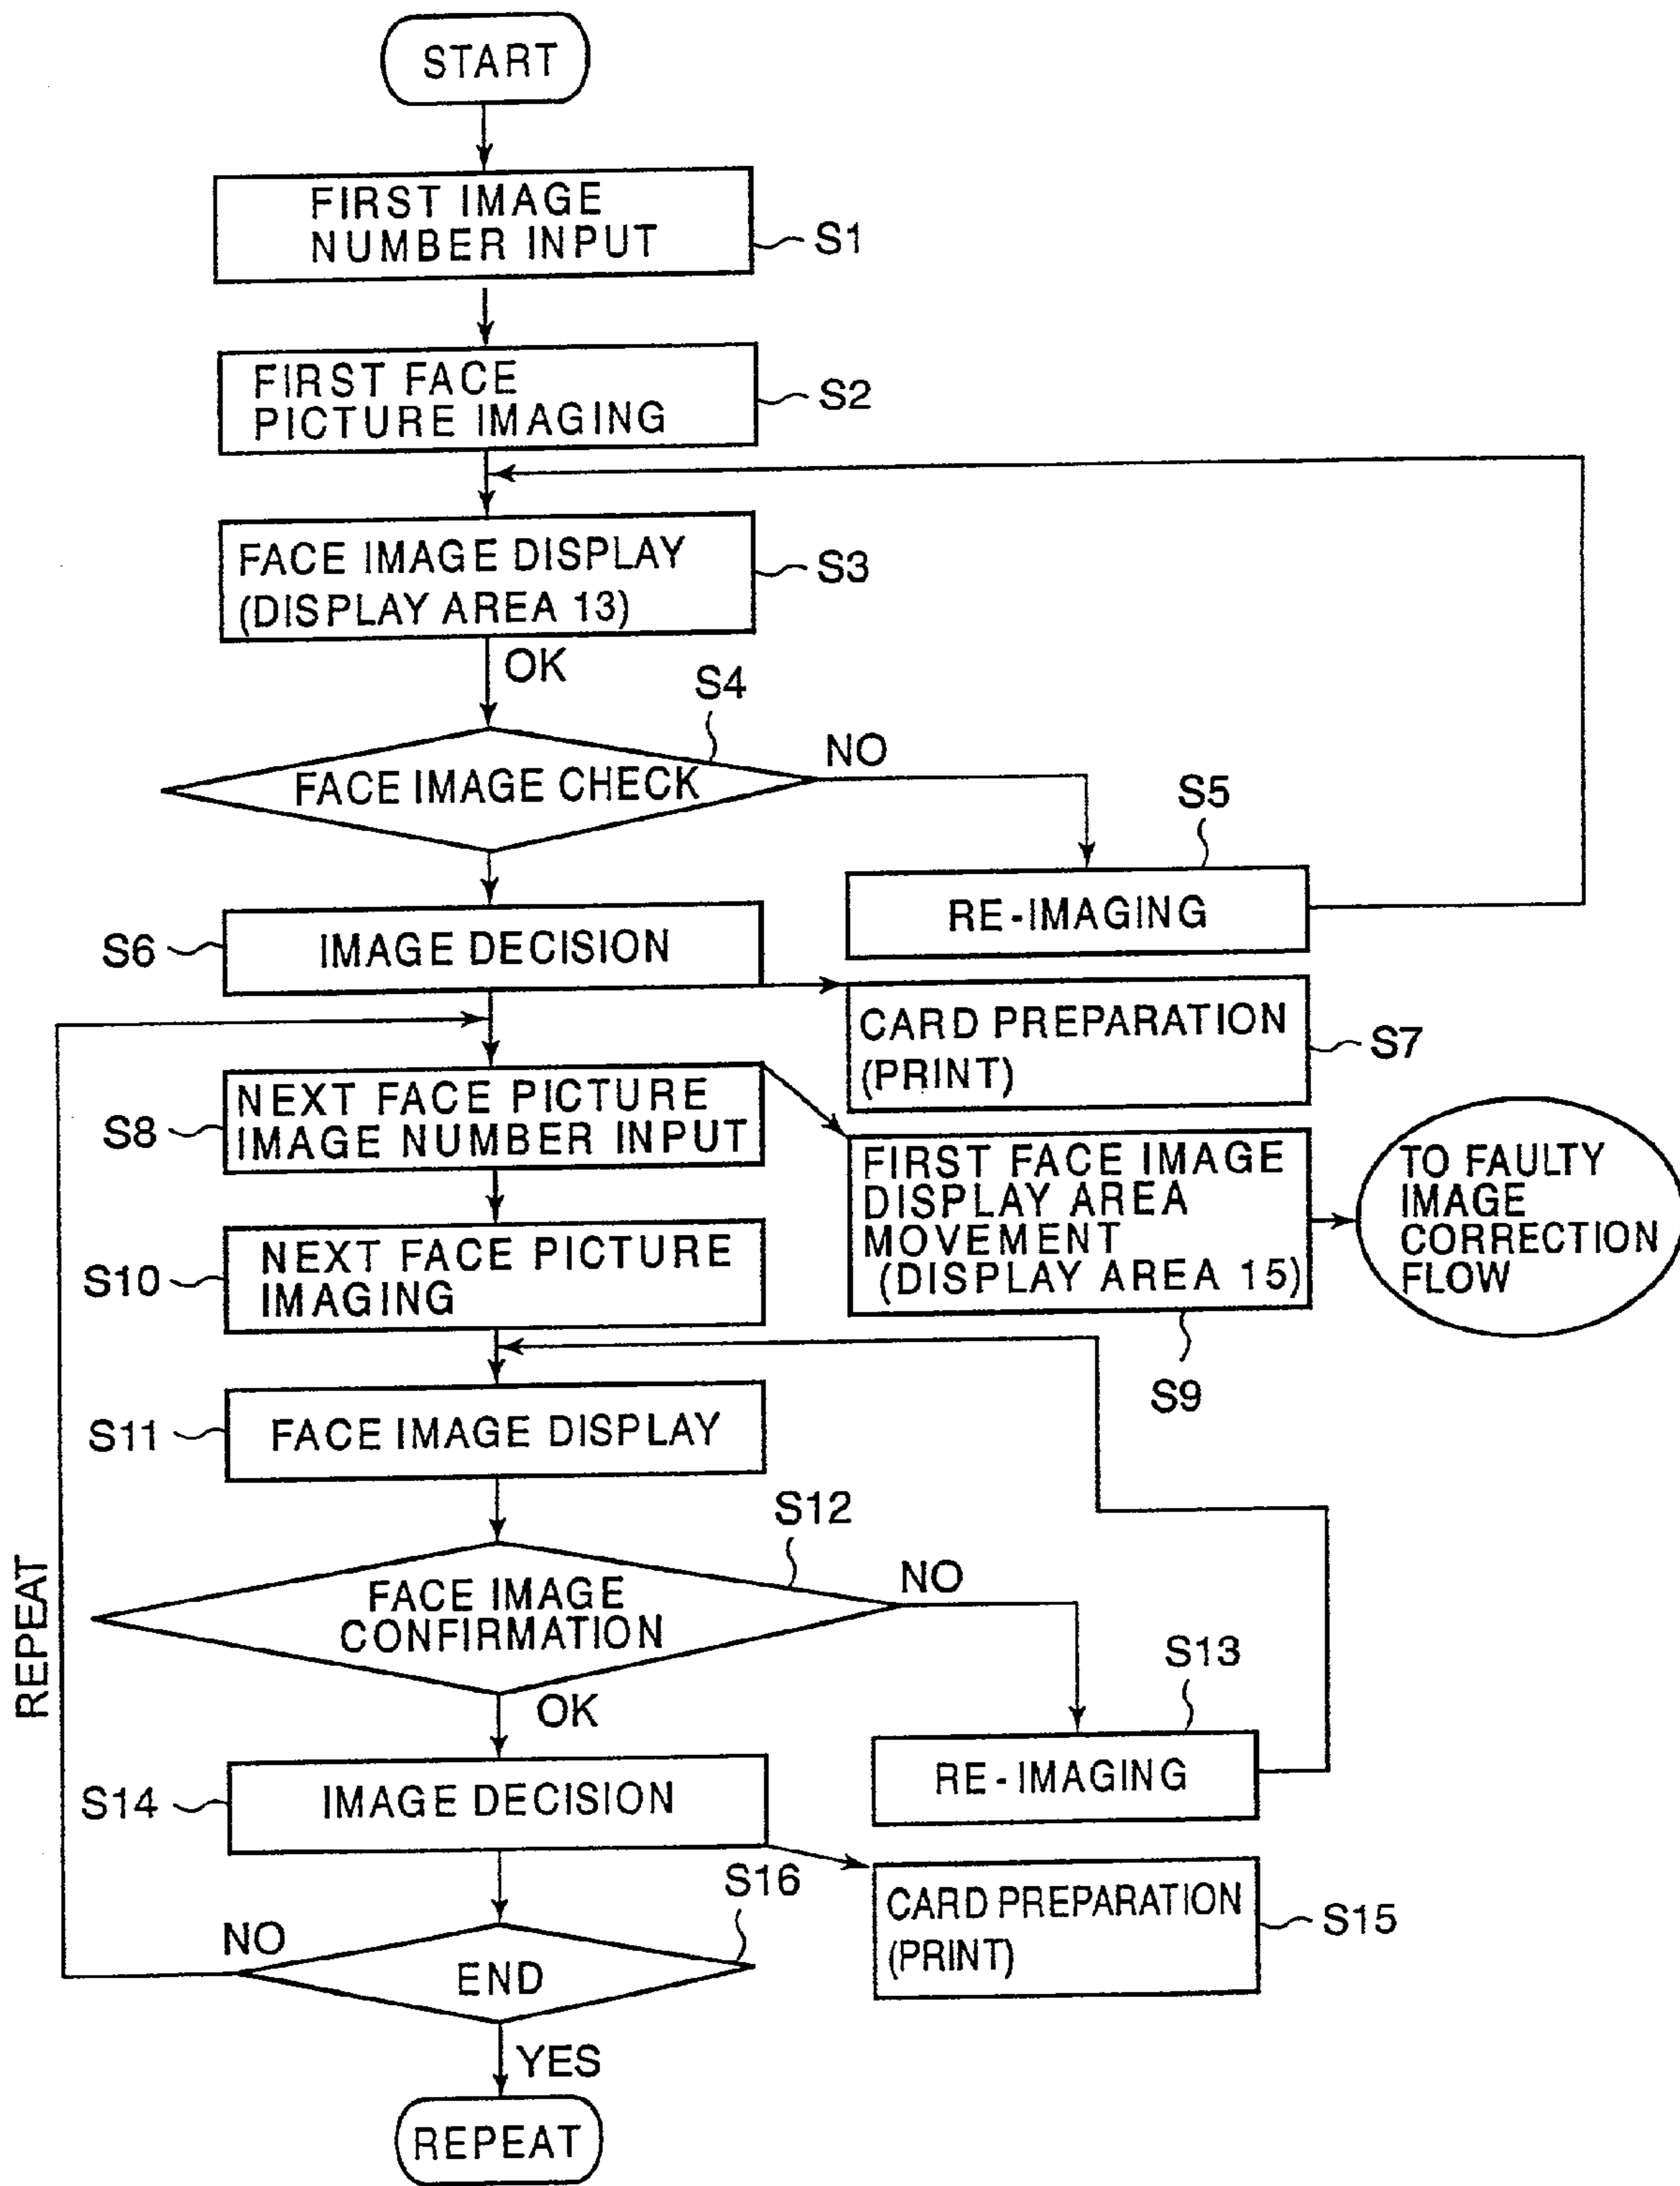 START
FIRST IMAGE
NUMBER INPUT
S1
FIRST FACE
PICTURE IMAGING
S2
FACE IMAGE DISPLAY
(DISPLAY AREA 13)
S3
OK
S4
FACE IMAGE CHECK
NO
S5
RE-IMAGING
S6
IMAGE DECISION
CARD PREPARATION
(PRINT)
S7
S8
NEXT FACE PICTURE
IMAGE NUMBER INPUT
FIRST FACE IMAGE
DISPLAY AREA
MOVEMENT
(DISPLAY AREA 15)
S9
TO FAULTY
IMAGE
CORRECTION
FLOW
S10
NEXT FACE PICTURE
IMAGING
S11
FACE IMAGE DISPLAY
S12
FACE IMAGE
CONFIRMATION
NO
S13
RE-IMAGING
OK
S14
IMAGE DECISION
CARD PREPARATION
(PRINT)
S15
S16
END
NO
REPEAT
YES
REPEAT